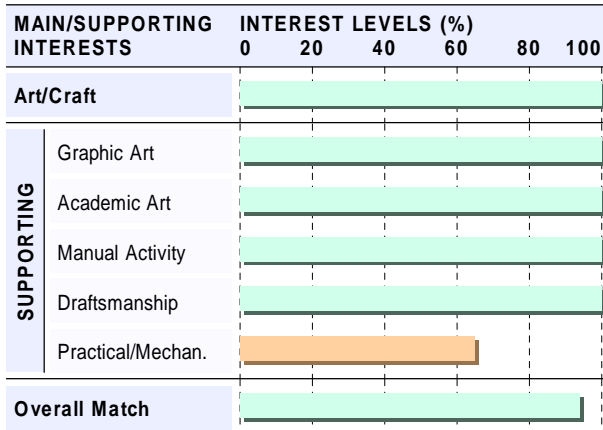 MAIN/SUPPORTING INTERESTS
INTEREST LEVELS (%)
0 20 40 60 80 100
Art/Craft
SUPPORTING
Graphic Art
Academic Art
Manual Activity
Draftsmanship
Practical/Mechan.
Overall Match